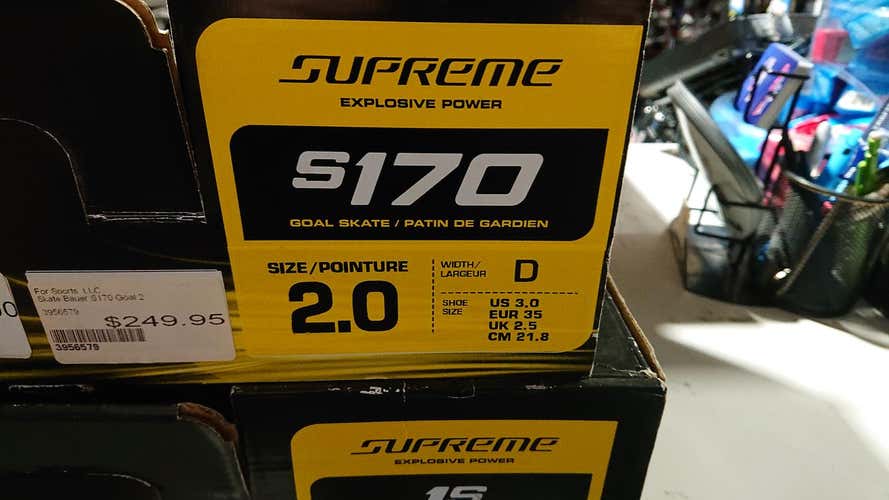 SUPREME
EXPLOSIVE POWER
S170
GOAL SKATE / PATIN DE GARDIEN
SIZE/POINTURE
2.0
WIDTH/
LARGEUR
D
SHOE
SIZE
US 3.0
EUR 35
UK 2.5
CM 21.8
For Sports, LLC
Skate Bauer S170 Goal 2
3956579
$249.95
3956579
0
SUPREME
EXPLOSIVE POWER
1S